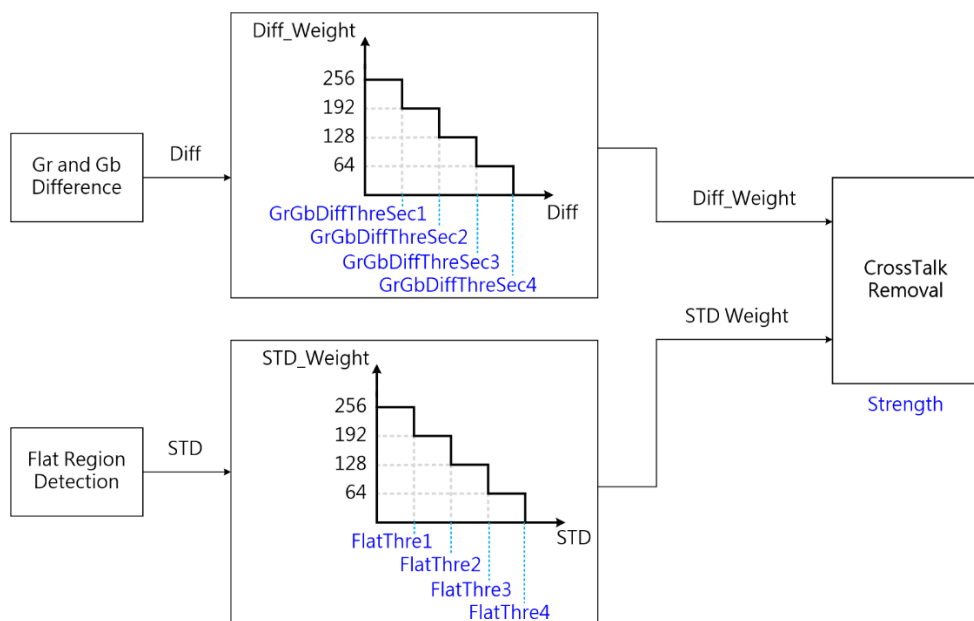 Gr and Gb
Difference
Diff
Diff_Weight
256
192
128
64
Diff
GrGbDiffThreSec1
GrGbDiffThreSec2
GrGbDiffThreSec3
GrGbDiffThreSec4
Diff_Weight
Flat Region
Detection
STD
STD_Weight
256
192
128
64
STD
FlatThre1
FlatThre2
FlatThre3
FlatThre4
STD Weight
CrossTalk
Removal
Strength